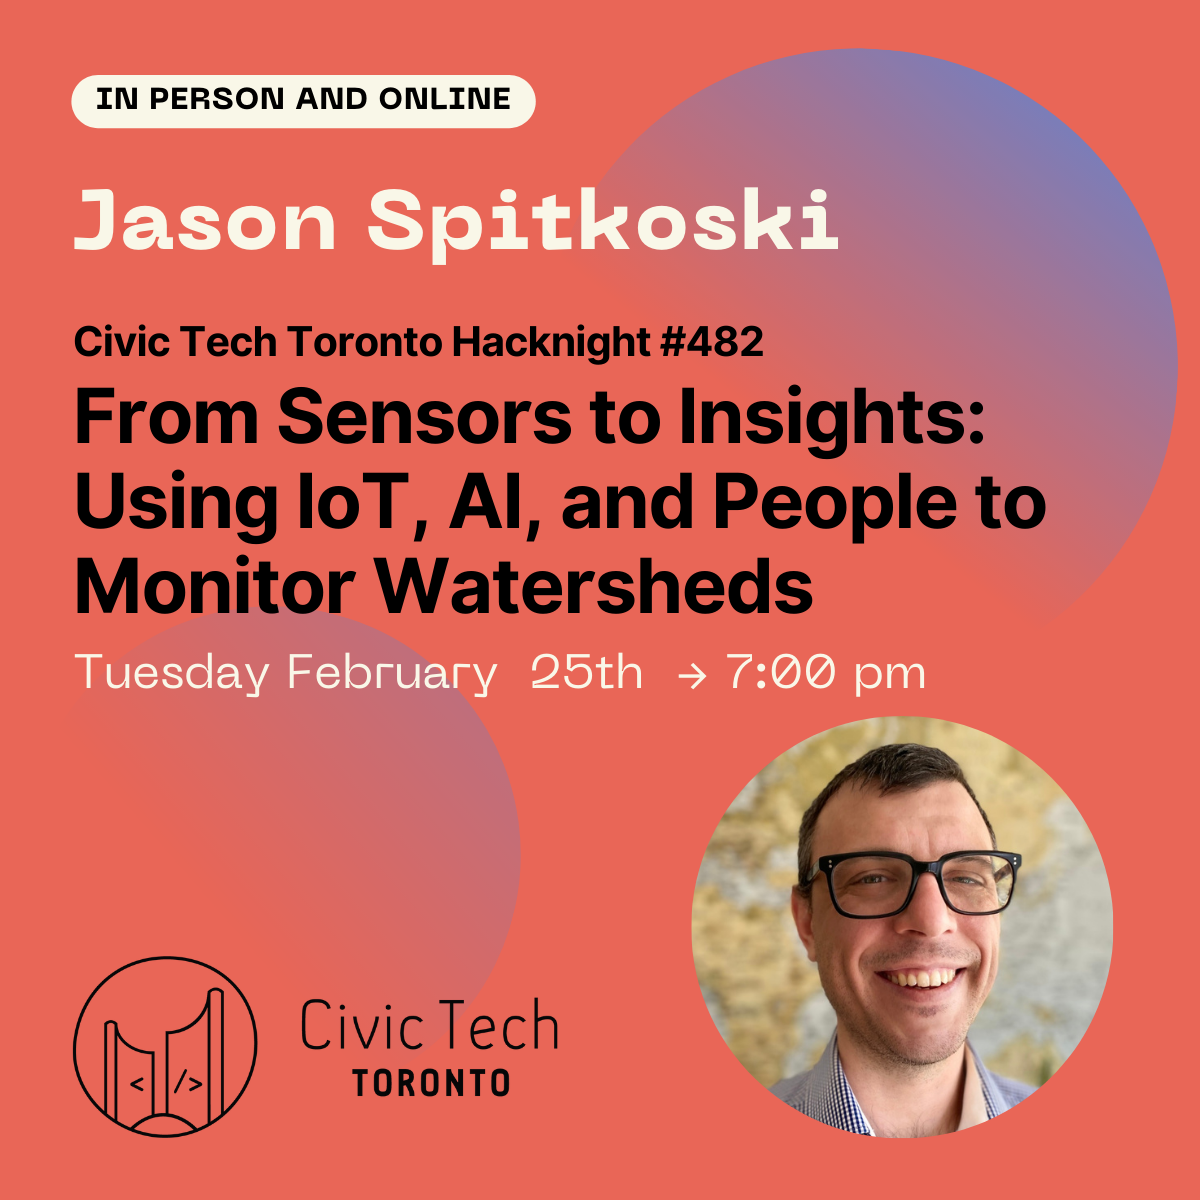 IN PERSON AND ONLINE
Jason Spitkoski
Civic Tech Toronto Hacknight #482
From Sensors to Insights:
Using IoT, AI, and People to
Monitor Watersheds
Tuesday February 25th → 7:00 pm
< />
Civic Tech
TORONTO